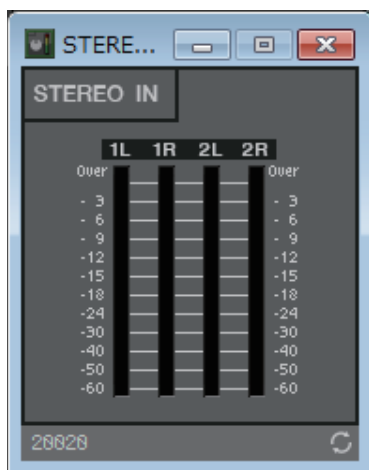 STERE...
STEREO IN
1L 1R 2L 2R
Over Over
- 3 - 3
- 6 - 6
- 9 - 9
-12 -12
-15 -15
-18 -18
-24 -24
-30 -30
-40 -40
-50 -50
-60 -60
20020